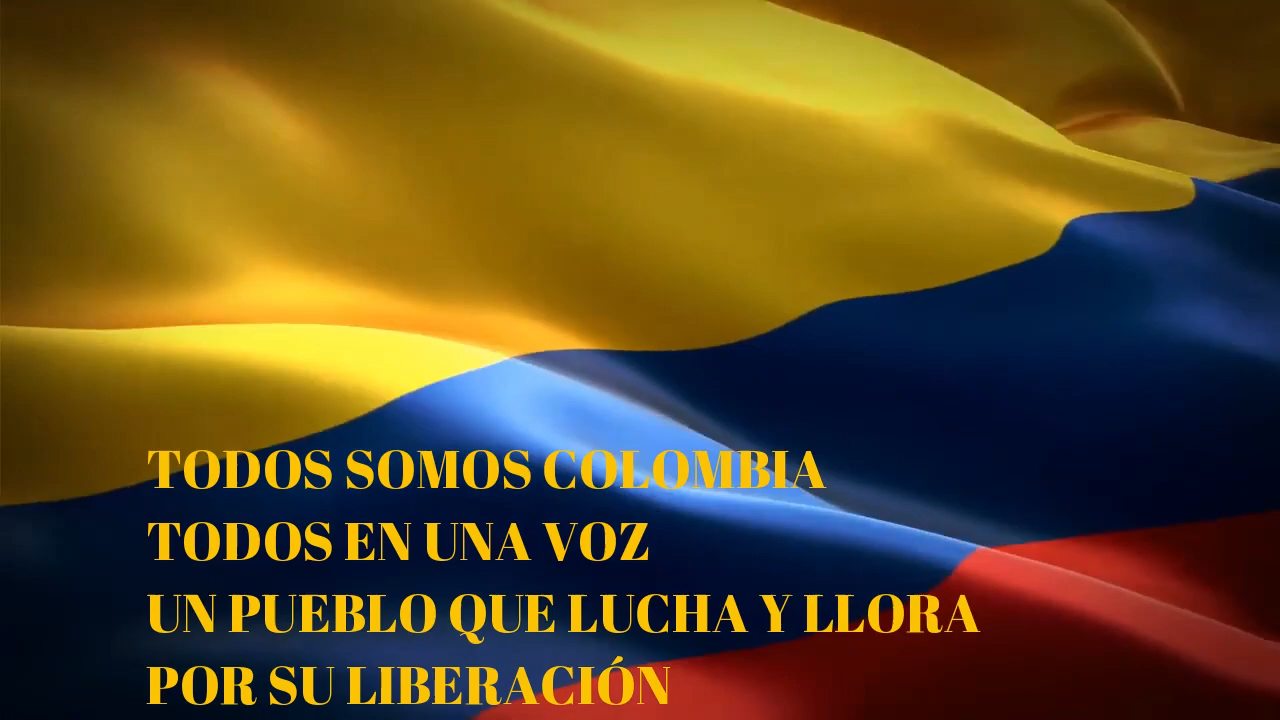 TODOS SOMOS COLOMBIA
TODOS EN UNA VOZ
UN PUEBLO QUE LUCHA Y LLORA
POR SU LIBERACIÓN